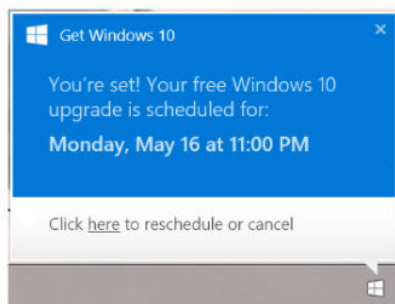 Get Windows 10
You're set! Your free Windows 10
upgrade is scheduled for:
Monday, May 16 at 11:00 PM
Click here to reschedule or cancel